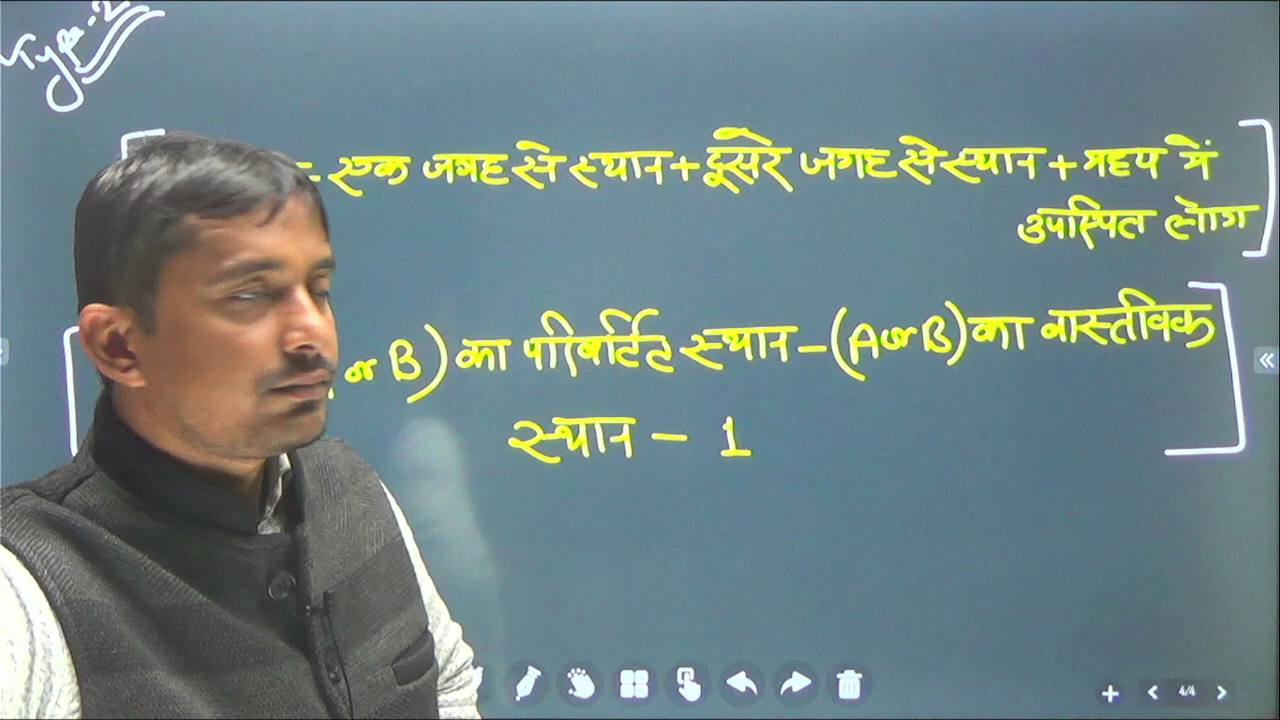 Type-2
= एक जगह से स्थान + दूसरे जगह से स्थान + मध्य में
उपस्थित लोग
or B) का परिवर्तित स्थान - (A or B) का वास्तविक
स्थान - 1
4/4